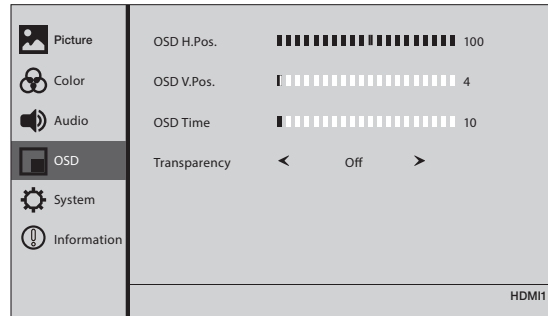 Picture
Color
Audio
OSD
System
Information
OSD H.Pos. 100
OSD V.Pos. 4
OSD Time 10
Transparency < Off >
HDMI1